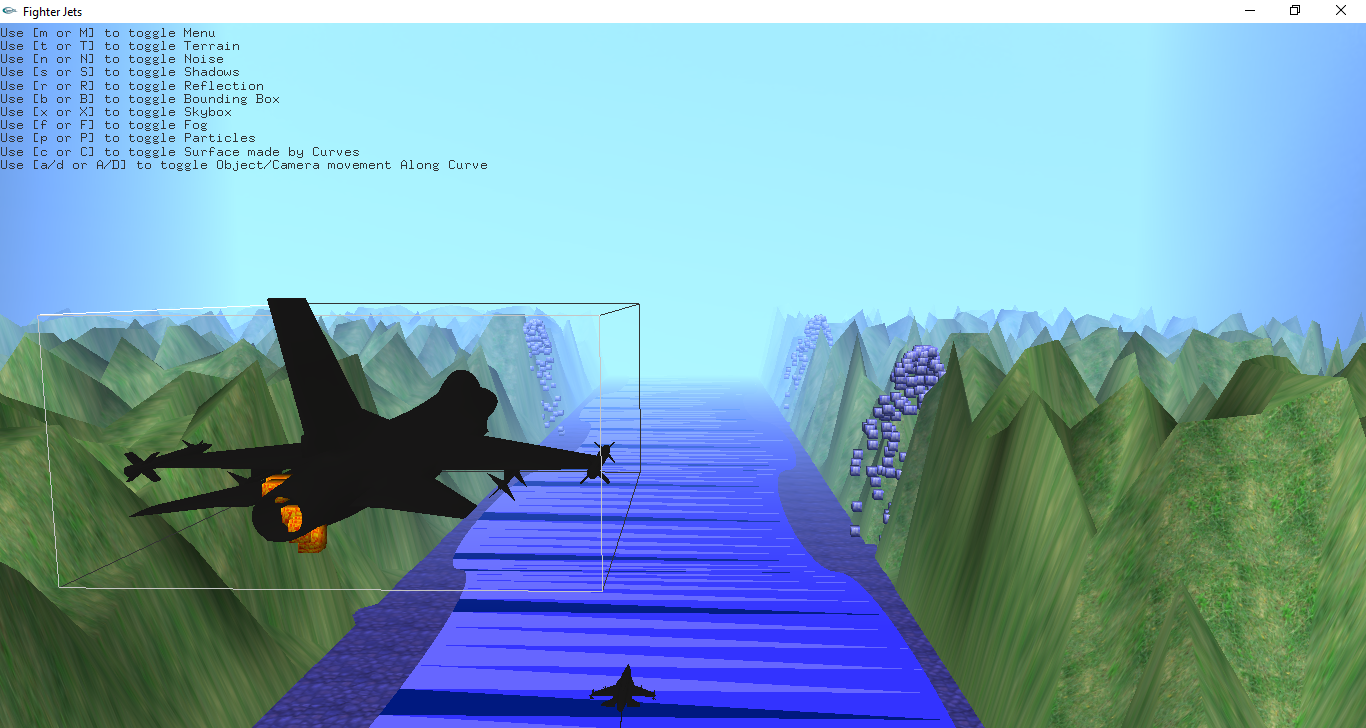 Fighter Jets
Use [m or M] to toggle Menu
Use [t or T] to toggle Terrain
Use [n or N] to toggle Noise
Use [s or S] to toggle Shadows
Use [r or R] to toggle Reflection
Use [b or B] to toggle Bounding Box
Use [x or X] to toggle Skybox
Use [f or F] to toggle Fog
Use [p or P] to toggle Particles
Use [c or C] to toggle Surface made by Curves
Use [a/d or A/D] to toggle Object/Camera movement Along Curve